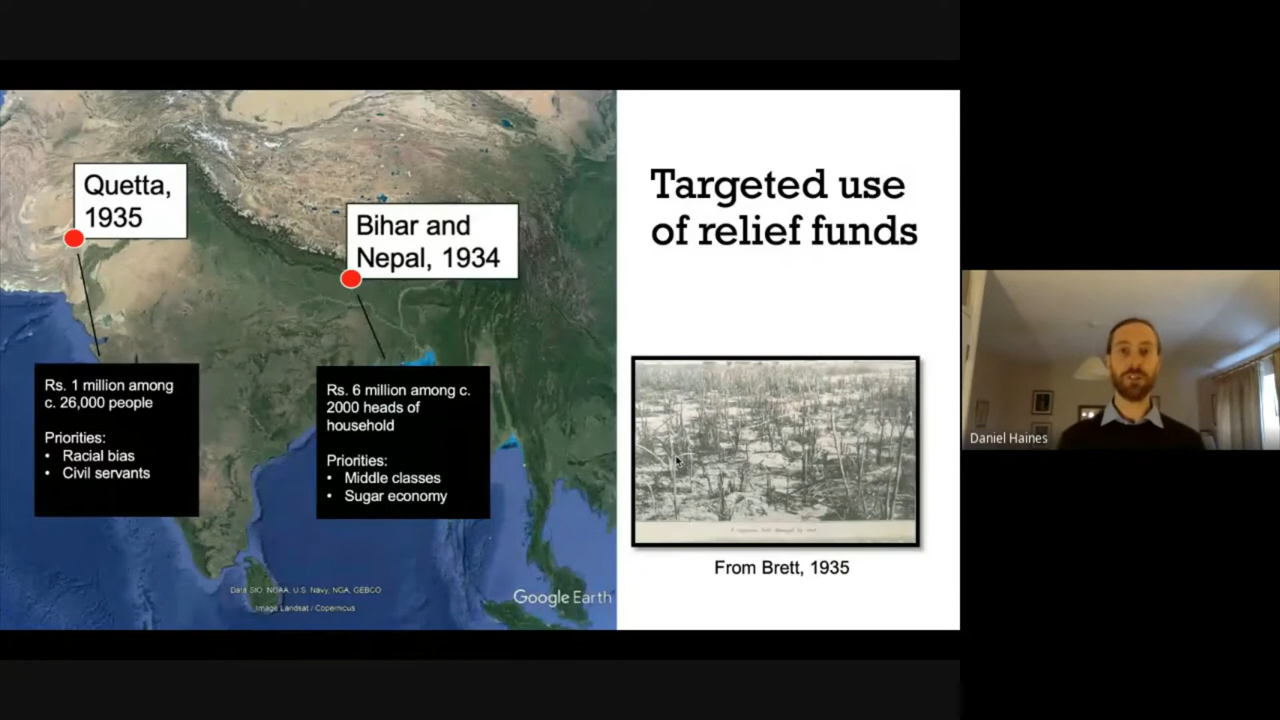 Quetta,
1935
Bihar and
Nepal, 1934
Rs. 1 million among
c. 26,000 people
Priorities:
• Racial bias
• Civil servants
Rs. 6 million among c.
2000 heads of
household
Priorities:
• Middle classes
• Sugar economy
Data SIO, NOAA, U.S. Navy, NGA, GEBCO
Image Landsat / Copernicus
Google Earth
Targeted use
of relief funds
From Brett, 1935
Daniel Haines